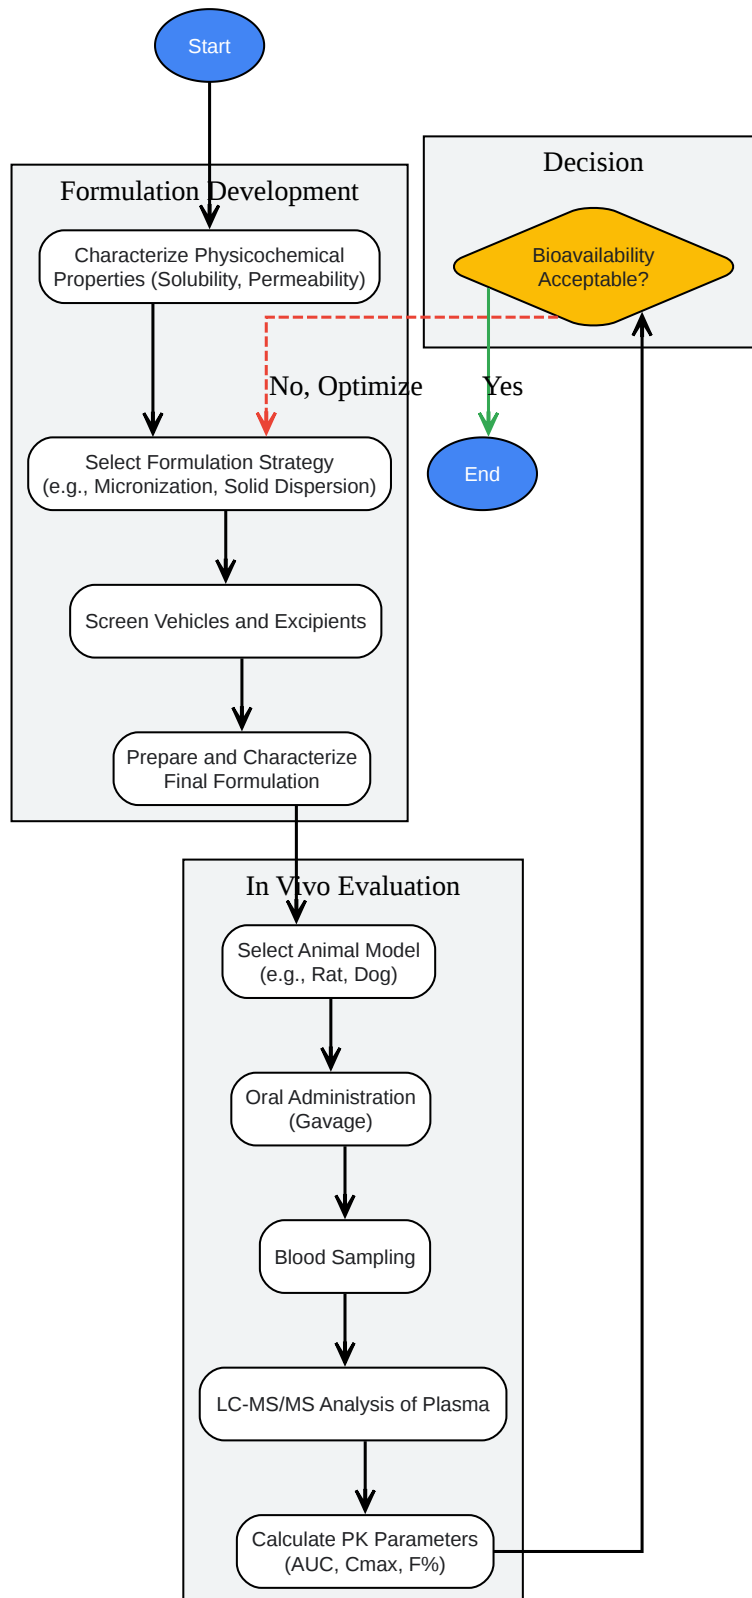 Start
Formulation Development
Characterize Physicochemical
Properties (Solubility, Permeability)
Decision
Bioavailability
Acceptable?
No, Optimize
Yes
Select Formulation Strategy
(e.g., Micronization, Solid Dispersion)
End
Screen Vehicles and Excipients
Prepare and Characterize
Final Formulation
In Vivo Evaluation
Select Animal Model
(e.g., Rat, Dog)
Oral Administration
(Gavage)
Blood Sampling
LC-MS/MS Analysis of Plasma
Calculate PK Parameters
(AUC, Cmax, F%)